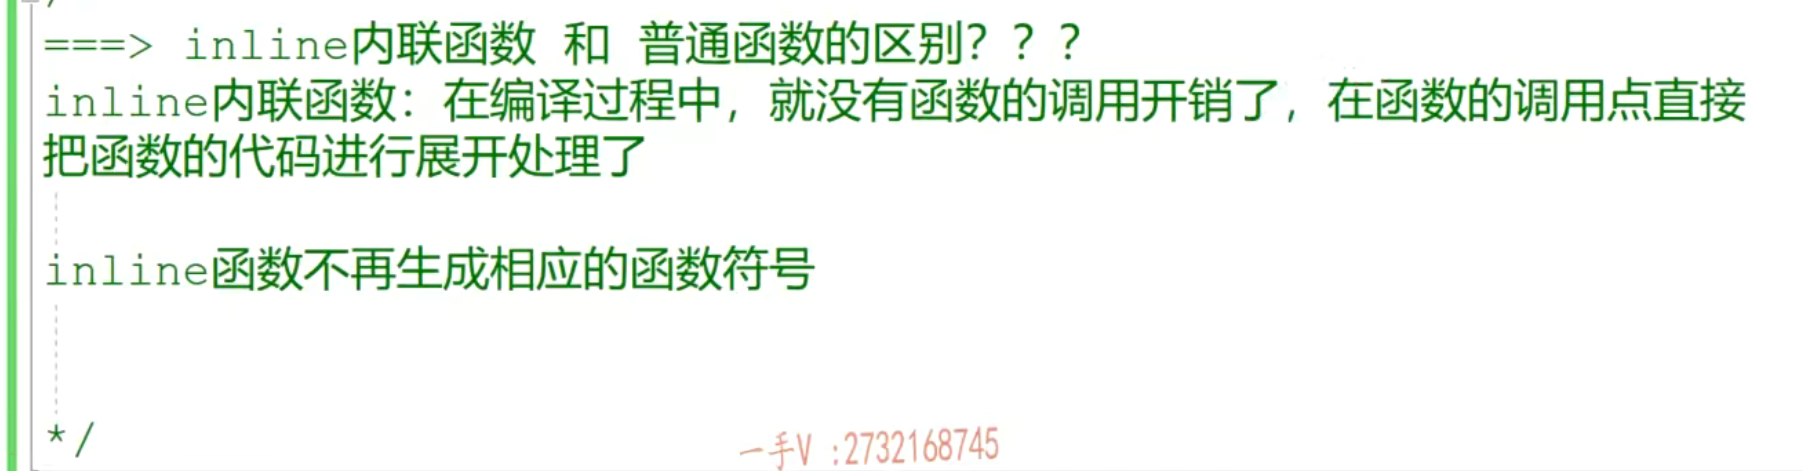 ===> inline内联函数 和 普通函数的区别？？？
inline内联函数：在编译过程中，就没有函数的调用开销了，在函数的调用点直接
把函数的代码进行展开处理了
inline函数不再生成相应的函数符号
*/
一手V :2732168745